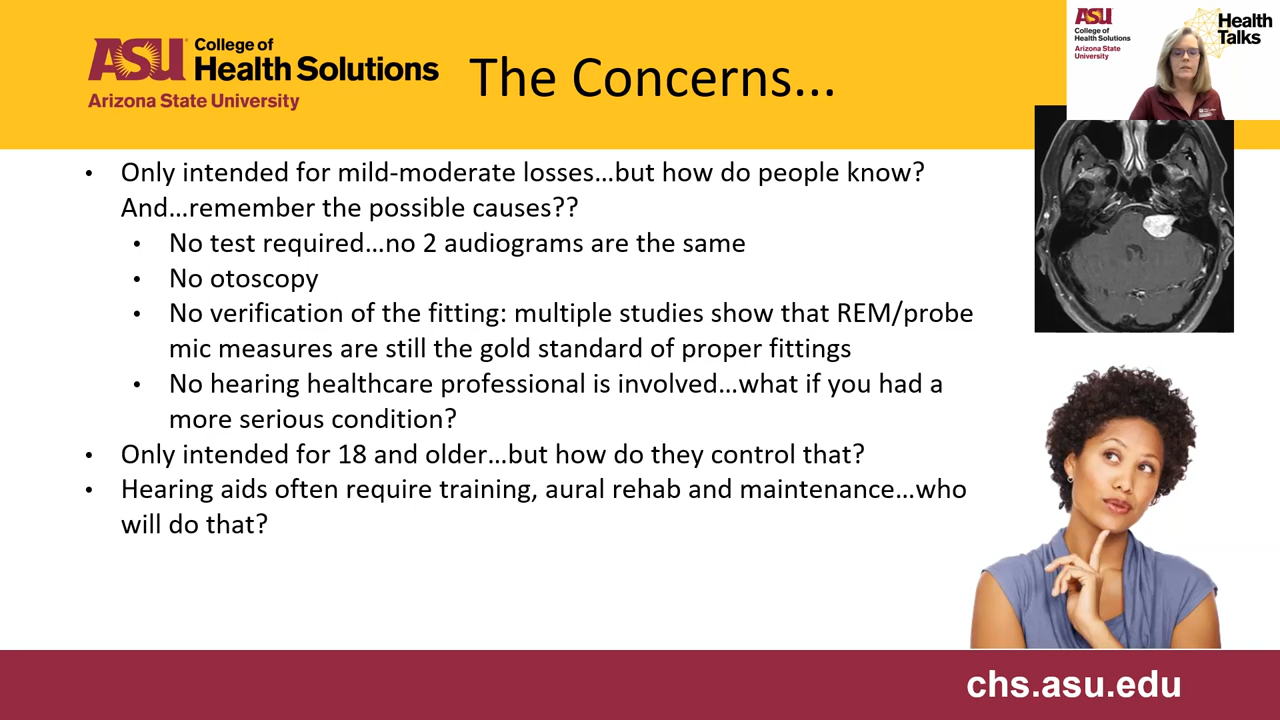 ASU College of
Health Solutions
Arizona State University
The Concerns...
ASU
College of
Health Solutions
Arizona State
University
Health
Talks
• Only intended for mild-moderate losses...but how do people know?
And...remember the possible causes??
• No test required...no 2 audiograms are the same
• No otoscopy
• No verification of the fitting: multiple studies show that REM/probe
mic measures are still the gold standard of proper fittings
• No hearing healthcare professional is involved...what if you had a
more serious condition?
• Only intended for 18 and older...but how do they control that?
• Hearing aids often require training, aural rehab and maintenance...who
will do that?
chs.asu.edu